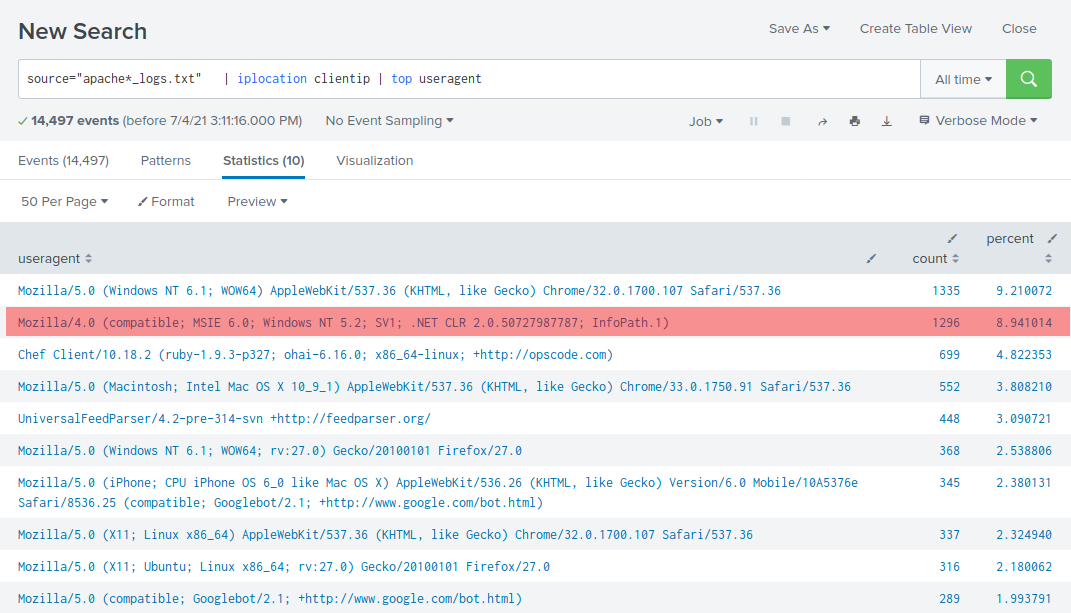 New Search
Save As Create Table View Close
source="apache*_logs.txt" | iplocation clientip | top useragent
All time
14,497 events (before 7/4/21 3:11:16.000 PM) No Event Sampling
Job Verbose Mode
Events (14,497) Patterns Statistics (10) Visualization
50 Per Page Format Preview
useragent count percent
Mozilla/5.0 (Windows NT 6.1; WOW64) AppleWebKit/537.36 (KHTML, like Gecko) Chrome/32.0.1700.107 Safari/537.36 1335 9.210072
Mozilla/4.0 (compatible; MSIE 6.0; Windows NT 5.2; SV1; .NET CLR 2.0.50727987787; InfoPath.1) 1296 8.941014
Chef Client/10.18.2 (ruby-1.9.3-p327; ohai-6.16.0; x86_64-linux; +http://opscode.com) 699 4.822353
Mozilla/5.0 (Macintosh; Intel Mac OS X 10_9_1) AppleWebKit/537.36 (KHTML, like Gecko) Chrome/33.0.1750.91 Safari/537.36 552 3.808210
UniversalFeedParser/4.2-pre-314-svn +http://feedparser.org/ 448 3.090721
Mozilla/5.0 (Windows NT 6.1; WOW64; rv:27.0) Gecko/20100101 Firefox/27.0 368 2.538806
Mozilla/5.0 (iPhone; CPU iPhone OS 6_0 like Mac OS X) AppleWebKit/536.26 (KHTML, like Gecko) Version/6.0 Mobile/10A5376e 345 2.380131
Safari/8536.25 (compatible; Googlebot/2.1; +http://www.google.com/bot.html)
Mozilla/5.0 (X11; Linux x86_64) AppleWebKit/537.36 (KHTML, like Gecko) Chrome/32.0.1700.107 Safari/537.36 337 2.324940
Mozilla/5.0 (X11; Ubuntu; Linux x86_64; rv:27.0) Gecko/20100101 Firefox/27.0 316 2.180062
Mozilla/5.0 (compatible; Googlebot/2.1; +http://www.google.com/bot.html) 289 1.993791